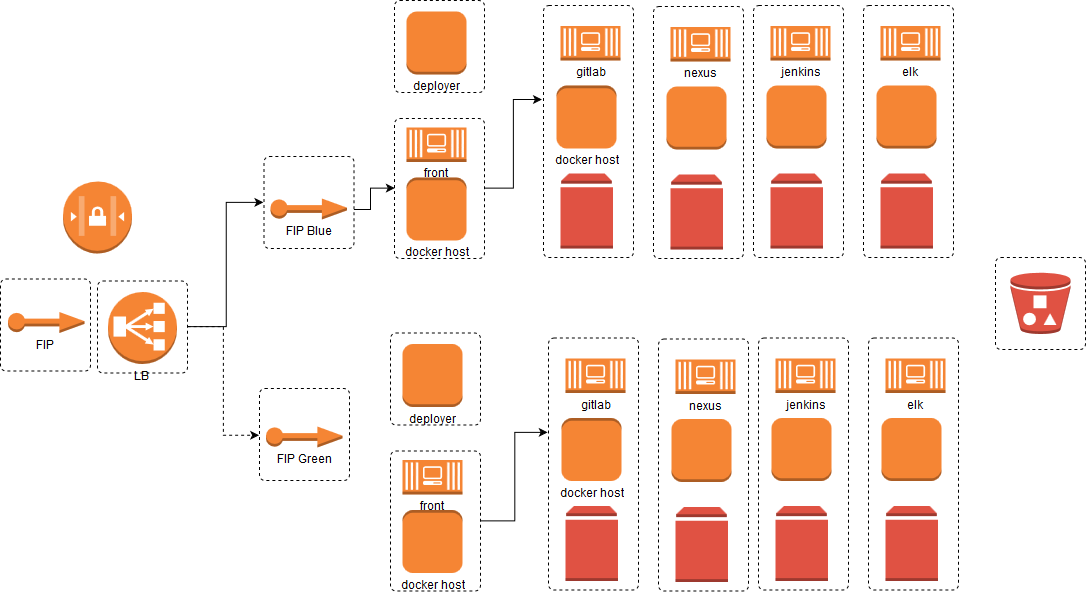 deployer
gitlab
nexus
jenkins
elk
front
docker host
docker host
FIP Blue
FIP
LB
FIP Green
deployer
gitlab
nexus
jenkins
elk
front
docker host
docker host